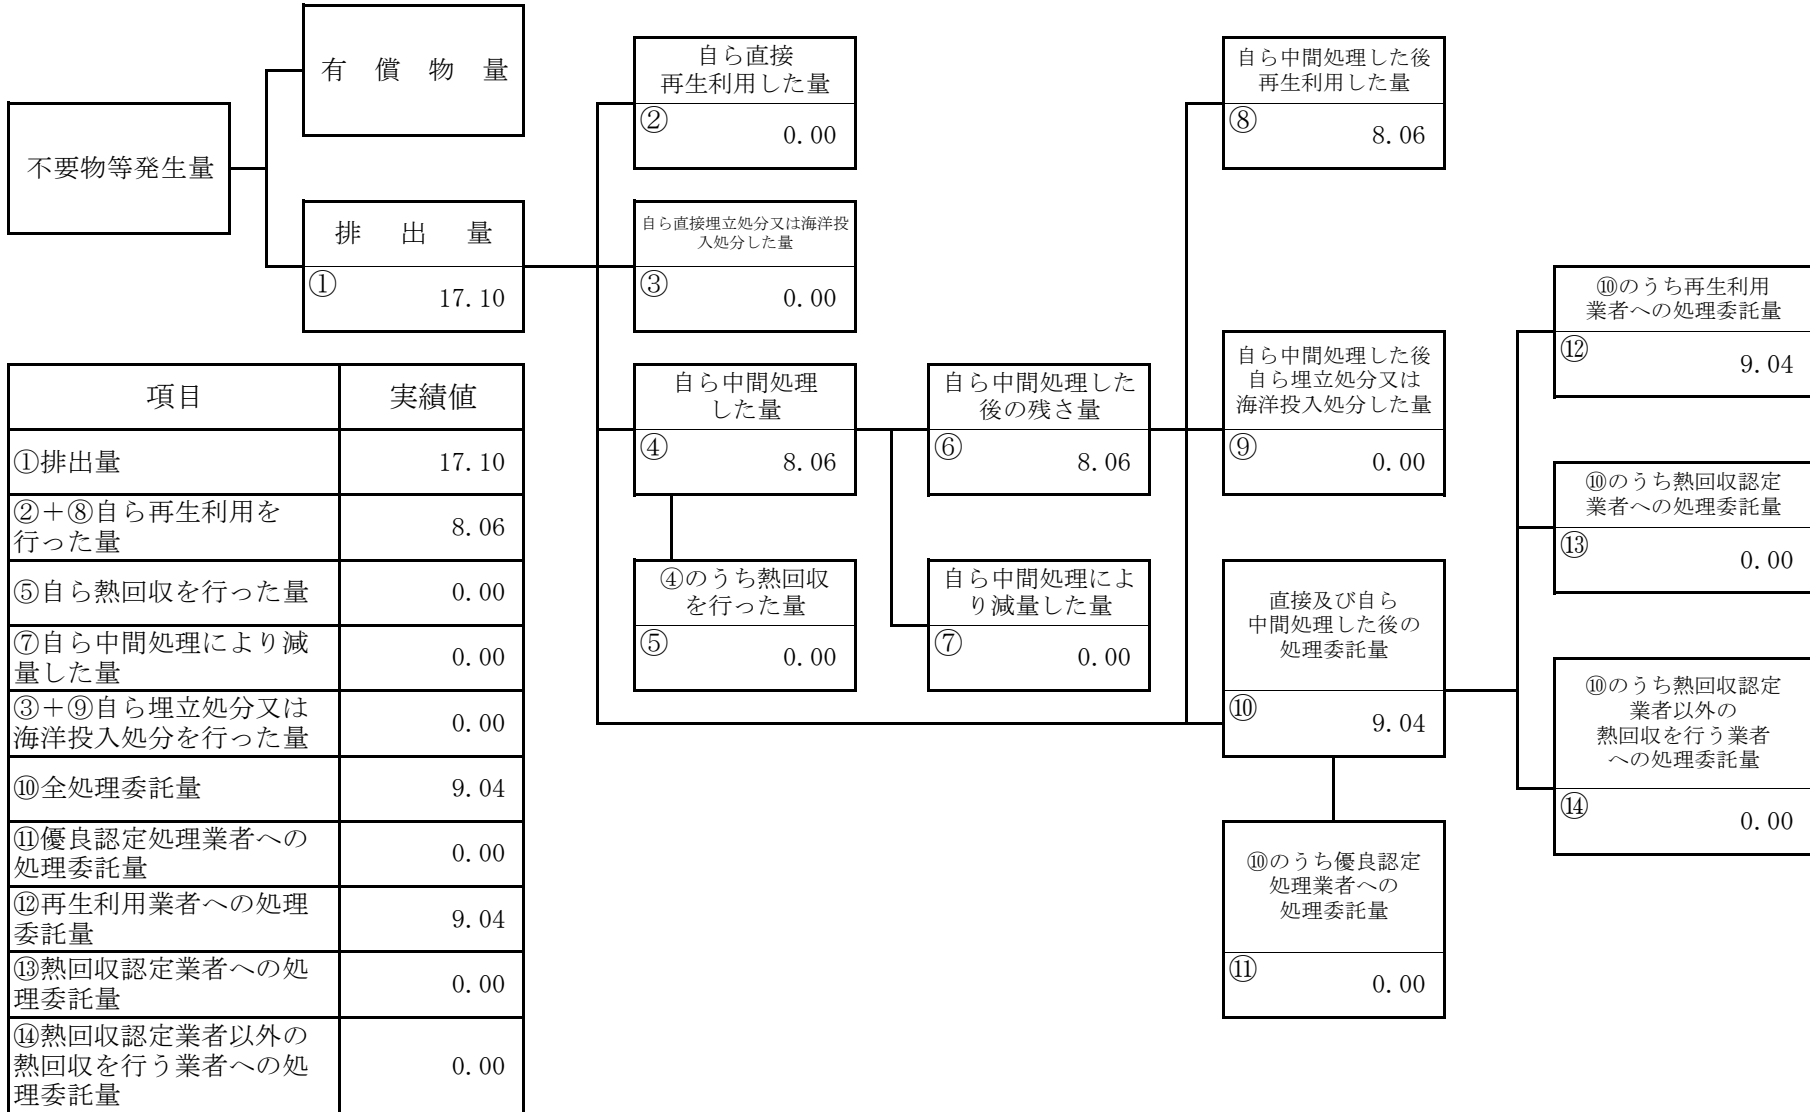 不要物等発生量
有償物量
排出量
①
17.10
自ら直接
再生利用した量
②
0.00
自ら直接埋立処分又は海洋投
入処分した量
③
0.00
自ら中間処理
した量
④
8.06
④のうち熱回収
を行った量
⑤
0.00
自ら中間処理した
後の残さ量
⑥
8.06
自ら中間処理によ
り減量した量
⑦
0.00
自ら中間処理した後
再生利用した量
⑧
8.06
自ら中間処理した後
自ら埋立処分又は
海洋投入処分した量
⑨
0.00
直接及び自ら
中間処理した後の
処理委託量
⑩
9.04
⑩のうち優良認定
処理業者への
処理委託量
⑪
0.00
⑩のうち再生利用
業者への処理委託量
⑫
9.04
⑩のうち熱回収認定
業者への処理委託量
⑬
0.00
⑩のうち熱回収認定
業者以外の
熱回収を行う業者
への処理委託量
⑭
0.00
項目 実績値
①排出量 17.10
②＋⑧自ら再生利用を
行った量 8.06
⑤自ら熱回収を行った量 0.00
⑦自ら中間処理により減
量した量 0.00
③＋⑨自ら埋立処分又は
海洋投入処分を行った量 0.00
⑩全処理委託量 9.04
⑪優良認定処理業者への
処理委託量 0.00
⑫再生利用業者への処理
委託量 9.04
⑬熱回収認定業者への処
理委託量 0.00
⑭熱回収認定業者以外の
熱回収を行う業者への処
理委託量 0.00